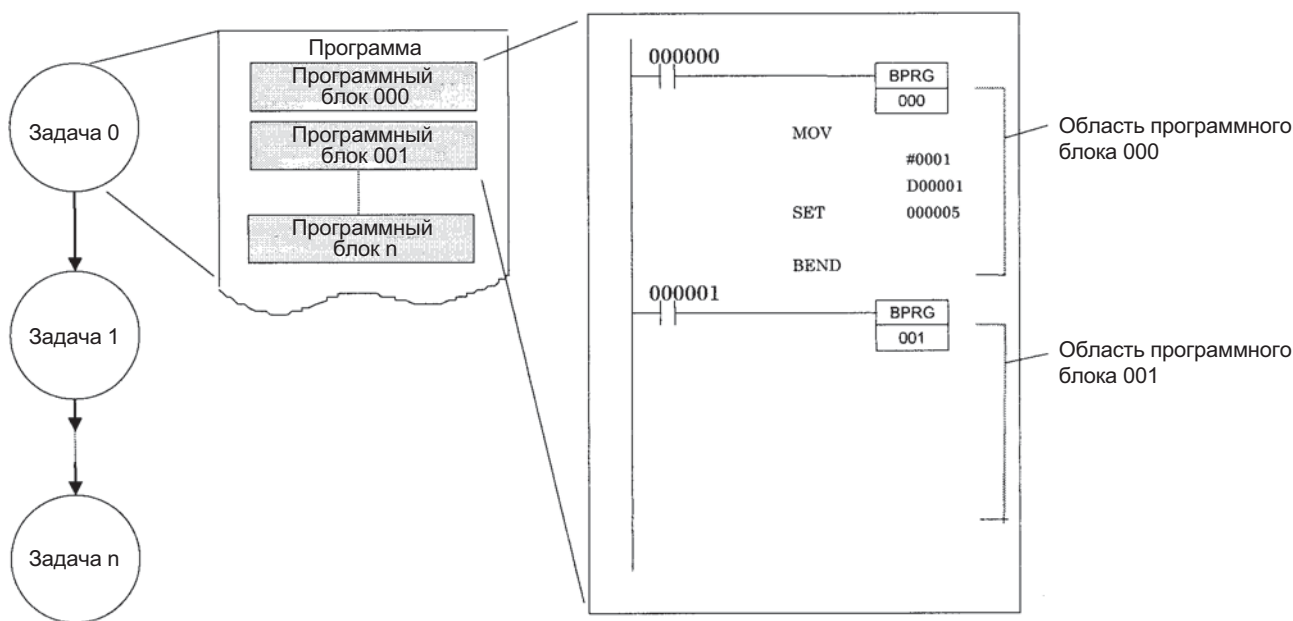 Задача 0
Задача 1
Задача n
Программа
Программный
блок 000
Программный
блок 001
Программный
блок n
000000
BPRG
000
MOV
#0001
D00001
SET 000005
BEND
000001
BPRG
001
Область программного
блока 000
Область программного
блока 001